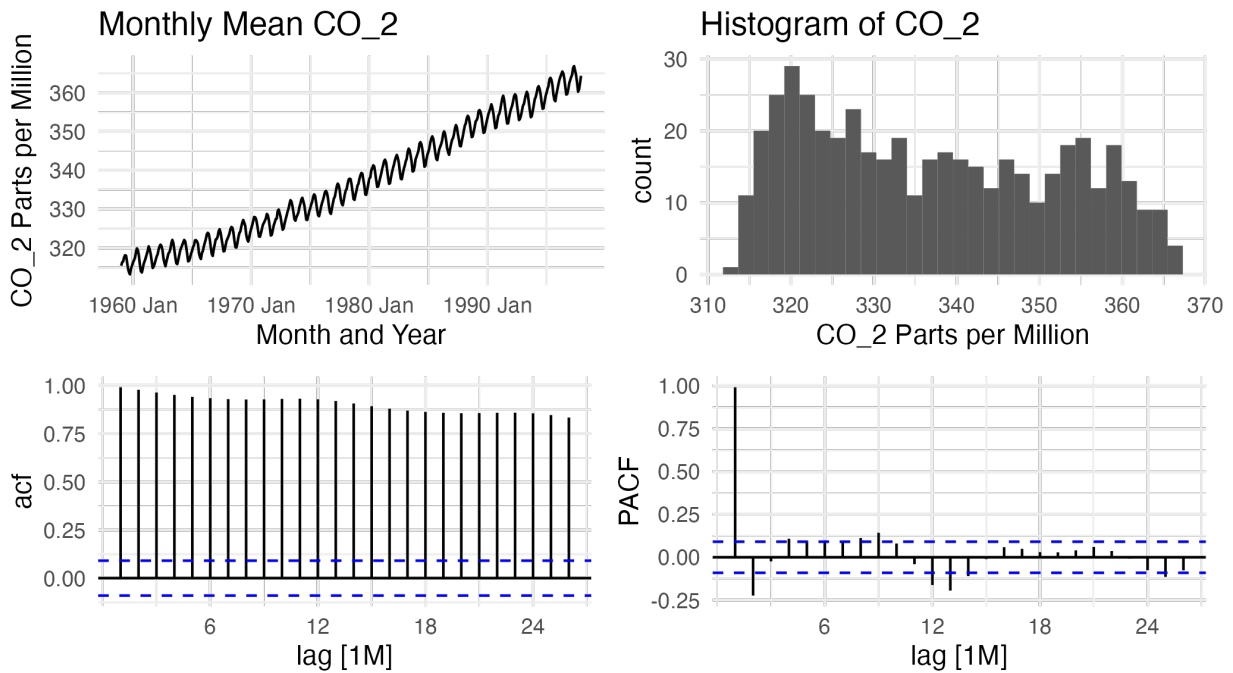 Monthly Mean CO_2
CO_2 Parts per Million
360
350
340
330
320
1960 Jan 1970 Jan 1980 Jan 1990 Jan
Month and Year
Histogram of CO_2
count
30
20
10
0
310 320 330 340 350 360 370
CO_2 Parts per Million
acf
1.00
0.75
0.50
0.25
0.00
6 12 18 24
lag [1M]
PACF
1.00
0.75
0.50
0.25
0.00
-0.25
6 12 18 24
lag [1M]